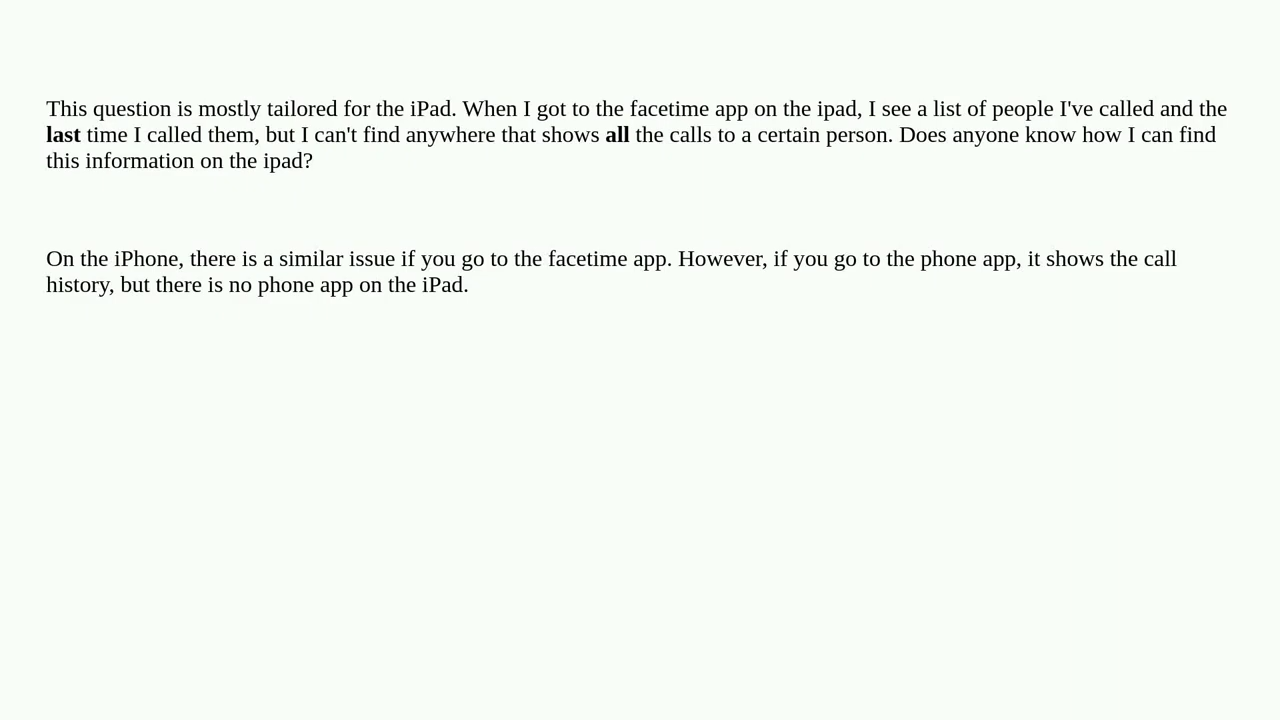 This question is mostly tailored for the iPad. When I got to the facetime app on the ipad, I see a list of people I've called and the
last time I called them, but I can't find anywhere that shows all the calls to a certain person. Does anyone know how I can find
this information on the ipad?
On the iPhone, there is a similar issue if you go to the facetime app. However, if you go to the phone app, it shows the call
history, but there is no phone app on the iPad.